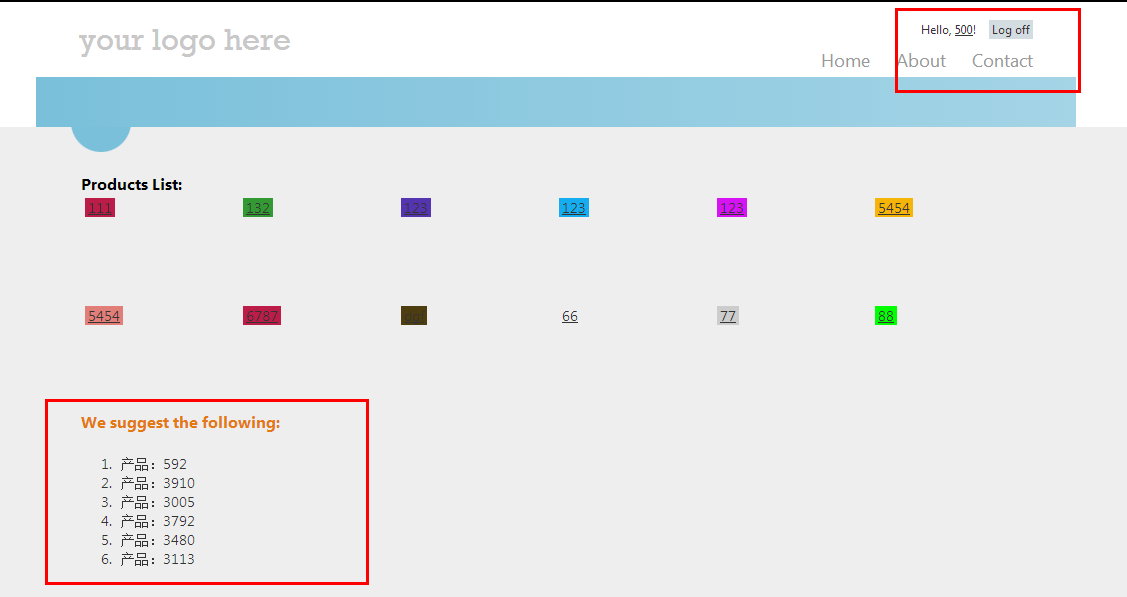 Hello, 500! Log off
your logo here
Home About Contact
Products List:
111 132 123 123 123 5454
5454 6787 66 77 88
We suggest the following:
1. 产品：592
2. 产品：3910
3. 产品：3005
4. 产品：3792
5. 产品：3480
6. 产品：3113